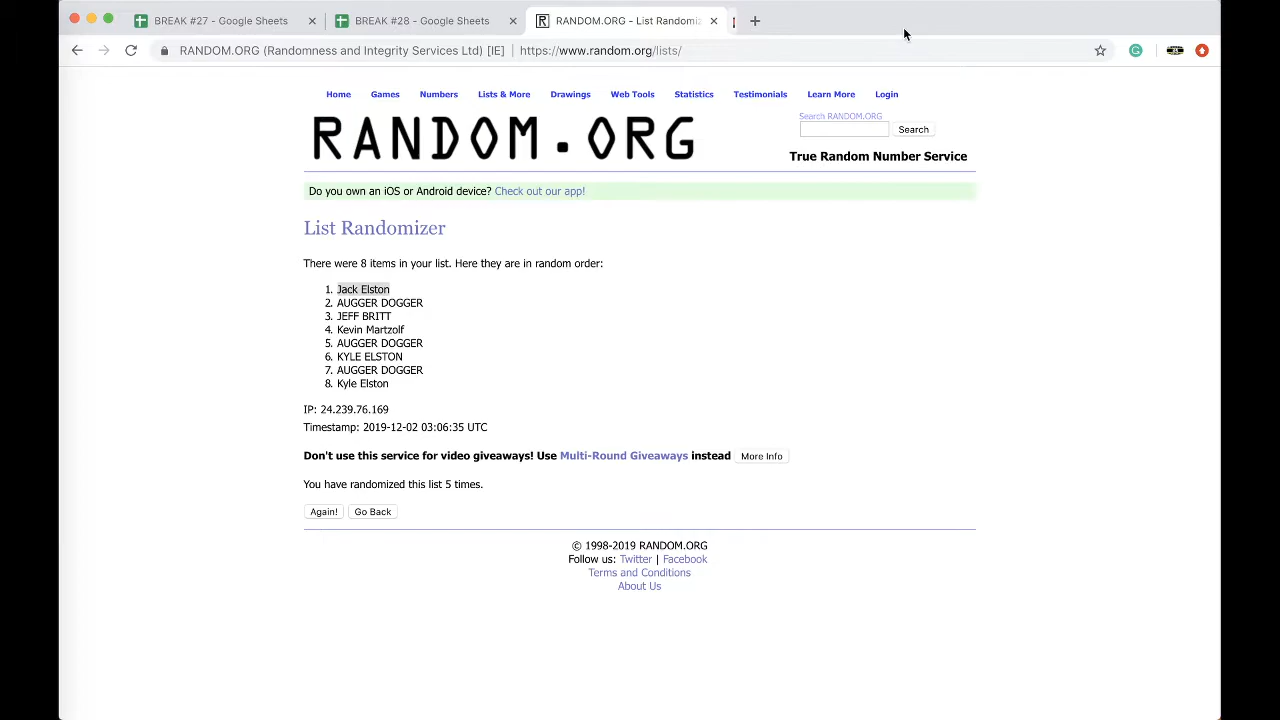 BREAK #27 - Google Sheets
BREAK #28 - Google Sheets
RANDOM.ORG - List Randomiz
RANDOM.ORG (Randomness and Integrity Services Ltd) [IE] https://www.random.org/lists/
Home Games Numbers Lists & More Drawings Web Tools Statistics Testimonials Learn More Login
RANDOM.ORG
Search RANDOM.ORG
Search
True Random Number Service
Do you own an iOS or Android device? Check out our app!
List Randomizer
There were 8 items in your list. Here they are in random order:
1. Jack Elston
2. AUGGER DOGGER
3. JEFF BRITT
4. Kevin Martzolf
5. AUGGER DOGGER
6. KYLE ELSTON
7. AUGGER DOGGER
8. Kyle Elston
IP: 24.239.76.169
Timestamp: 2019-12-02 03:06:35 UTC
Don't use this service for video giveaways! Use Multi-Round Giveaways instead More Info
You have randomized this list 5 times.
Again! Go Back
© 1998-2019 RANDOM.ORG
Follow us: Twitter | Facebook
Terms and Conditions
About Us